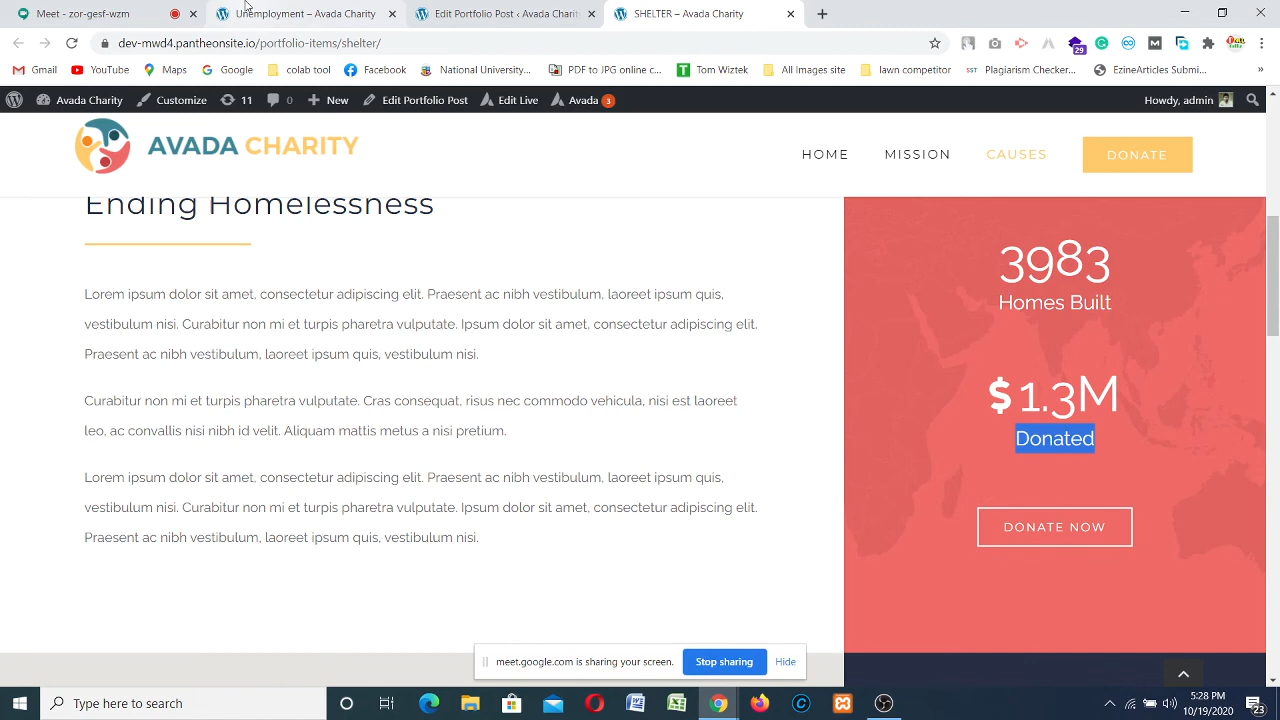 Meet - zor-gesf-wzn
Unemployment – Avada Charity
Edit Portfolio Post ‹ Avada Charit
SHELTER – Avada Charity
dev-mwd4.pantheonsite.io/portfolio-items/shelter/
29
Gmail
YouTube
Maps
Google
colab tool
Facebook
National University...
PDF to JPG online c...
Tom Wiztek
All Images site
lawn competitor
SST
Plagiarism Checker...
EzineArticles Submi...
»
Avada Charity
Customize
11
0
New
Edit Portfolio Post
Edit Live
Avada 3
Howdy, admin
AVADA CHARITY
HOME
MISSION
CAUSES
DONATE
Ending Homelessness
Lorem ipsum dolor sit amet, consectetur adipiscing elit. Praesent ac nibh vestibulum, laoreet ipsum quis,
vestibulum nisi. Curabitur non mi et turpis pharetra vulputate. Ipsum dolor sit amet, consectetur adipiscing elit.
Praesent ac nibh vestibulum, laoreet ipsum quis, vestibulum nisi.
Curabitur non mi et turpis pharetra vulputate. Cras consequat, risus nec commodo vehicula, nisi est laoreet
leo, ac convallis nisi nibh id velit. Aliquam mattis metus a nisi pretium.
Lorem ipsum dolor sit amet, consectetur adipiscing elit. Praesent ac nibh vestibulum, laoreet ipsum quis,
vestibulum nisi. Curabitur non mi et turpis pharetra vulputate. Ipsum dolor sit amet, consectetur adipiscing elit.
Praesent ac nibh vestibulum, laoreet ipsum quis, vestibulum nisi.
3983
Homes Built
$ 1.3M
Donated
DONATE NOW
meet.google.com is sharing your screen.
Stop sharing
Hide
Type here to search
5:28 PM
10/19/2020
23